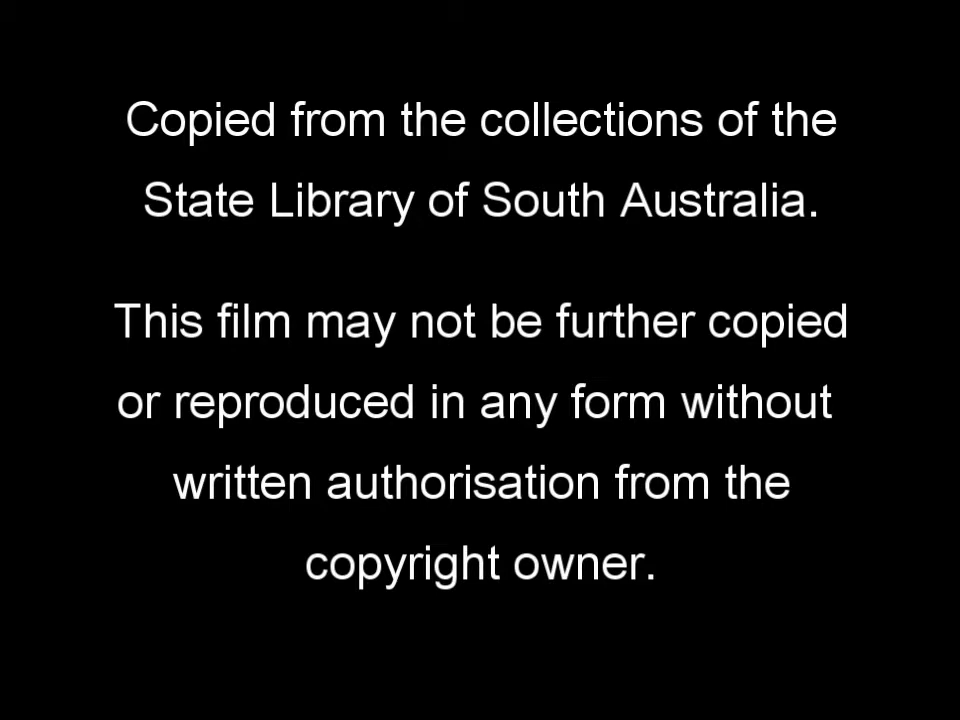 Copied from the collections of the
State Library of South Australia.
This film may not be further copied
or reproduced in any form without
written authorisation from the
copyright owner.